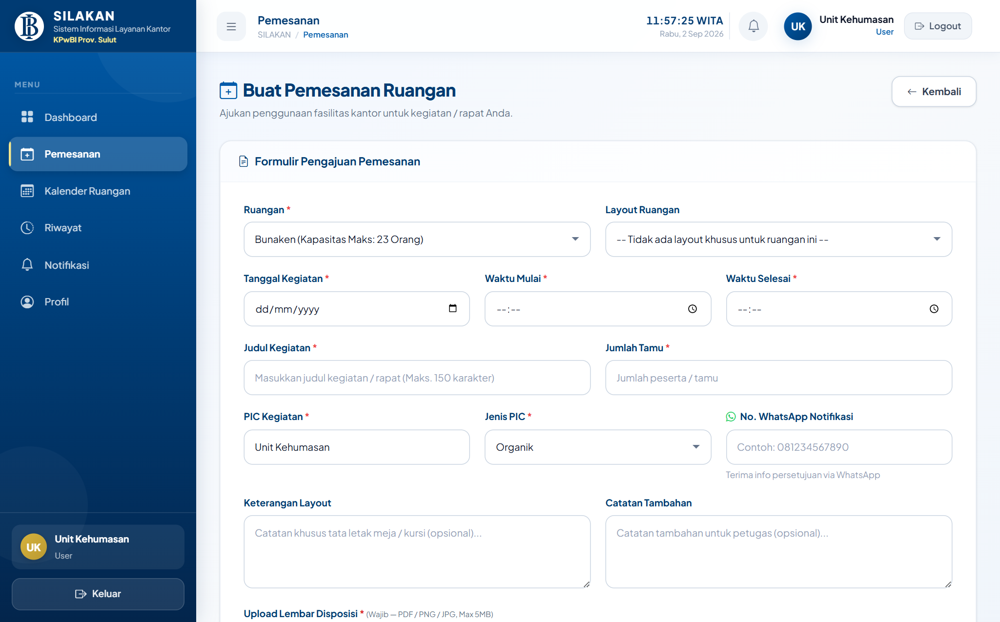 SILAKAN
Sistem Informasi Layanan Kantor
KPwBI Prov. Sulut
MENU
Dashboard
Pemesanan
Kalender Ruangan
Riwayat
Notifikasi
Profil
UK
Unit Kehumasan
User
Keluar
Pemesanan
SILAKAN / Pemesanan
11:57:25 WITA
Rabu, 2 Sep 2026
UK
Unit Kehumasan
User
Logout
Buat Pemesanan Ruangan
Ajukan penggunaan fasilitas kantor untuk kegiatan / rapat Anda.
Kembali
Formulir Pengajuan Pemesanan
Ruangan *
Bunaken (Kapasitas Maks: 23 Orang)
Layout Ruangan
-- Tidak ada layout khusus untuk ruangan ini --
Tanggal Kegiatan *
dd/mm/yyyy
Waktu Mulai *
--:--
Waktu Selesai *
--:--
Judul Kegiatan *
Masukkan judul kegiatan / rapat (Maks. 150 karakter)
Jumlah Tamu *
Jumlah peserta / tamu
PIC Kegiatan *
Unit Kehumasan
Jenis PIC *
Organik
No. WhatsApp Notifikasi
Contoh: 081234567890
Terima info persetujuan via WhatsApp
Keterangan Layout
Catatan khusus tata letak meja / kursi (opsional)...
Catatan Tambahan
Catatan tambahan untuk petugas (opsional)...
Upload Lembar Disposisi * (Wajib — PDF / PNG / JPG, Max 5MB)